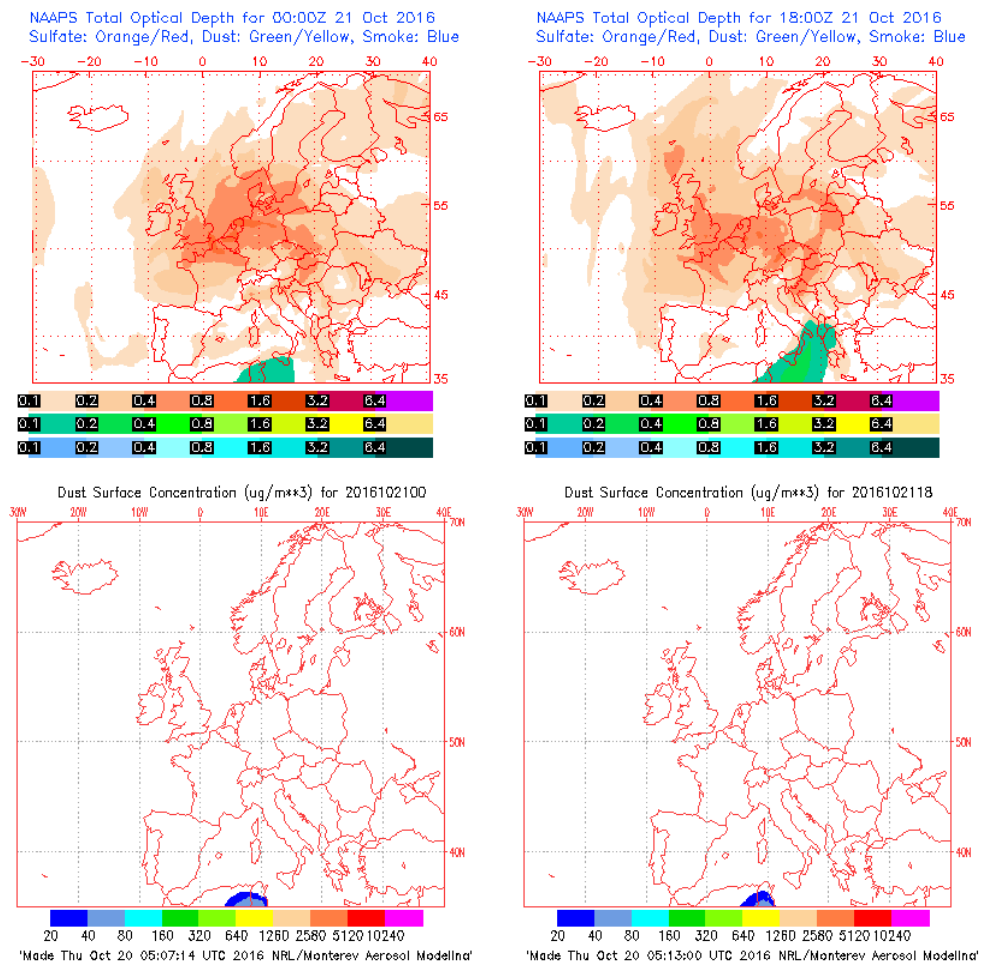 NAAPS Total Optical Depth for 00:00Z 21 Oct 2016
Sulfate: Orange/Red, Dust: Green/Yellow, Smoke: Blue
-30 -20 -10 0 10 20 30 40
65
55
45
35
0.1 0.2 0.4 0.8 1.6 3.2 6.4
0.1 0.2 0.4 0.8 1.6 3.2 6.4
0.1 0.2 0.4 0.8 1.6 3.2 6.4
NAAPS Total Optical Depth for 18:00Z 21 Oct 2016
Sulfate: Orange/Red, Dust: Green/Yellow, Smoke: Blue
-30 -20 -10 0 10 20 30 40
65
55
45
35
0.1 0.2 0.4 0.8 1.6 3.2 6.4
0.1 0.2 0.4 0.8 1.6 3.2 6.4
0.1 0.2 0.4 0.8 1.6 3.2 6.4
Dust Surface Concentration (ug/m**3) for 2016102100
30W 20W 10W 0 10E 20E 30E 40E
70N
60N
50N
40N
20 40 80 160 320 640 1260 2580 5120 10240
'Made Thu Oct 20 05:07:14 UTC 2016 NRL/Monterey Aerosol Modeling'
Dust Surface Concentration (ug/m**3) for 2016102118
30W 20W 10W 0 10E 20E 30E 40E
70N
60N
50N
40N
20 40 80 160 320 640 1260 2580 5120 10240
'Made Thu Oct 20 05:13:00 UTC 2016 NRL/Monterey Aerosol Modeling'